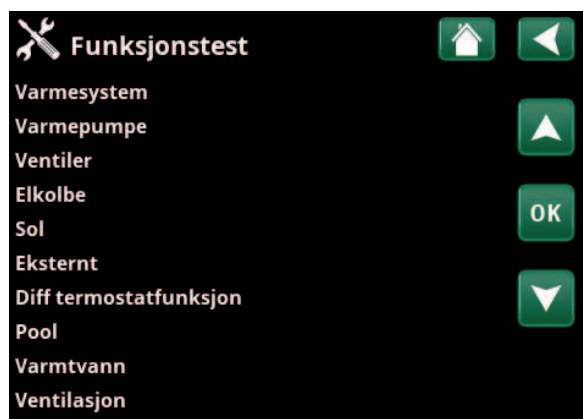 Funksjonstest
Varmesystem
Varmepumpe
Ventiler
Elkolbe
Sol
Eksternt
Diff termostatfunksjon
Pool
Varmtvann
Ventilasjon
OK